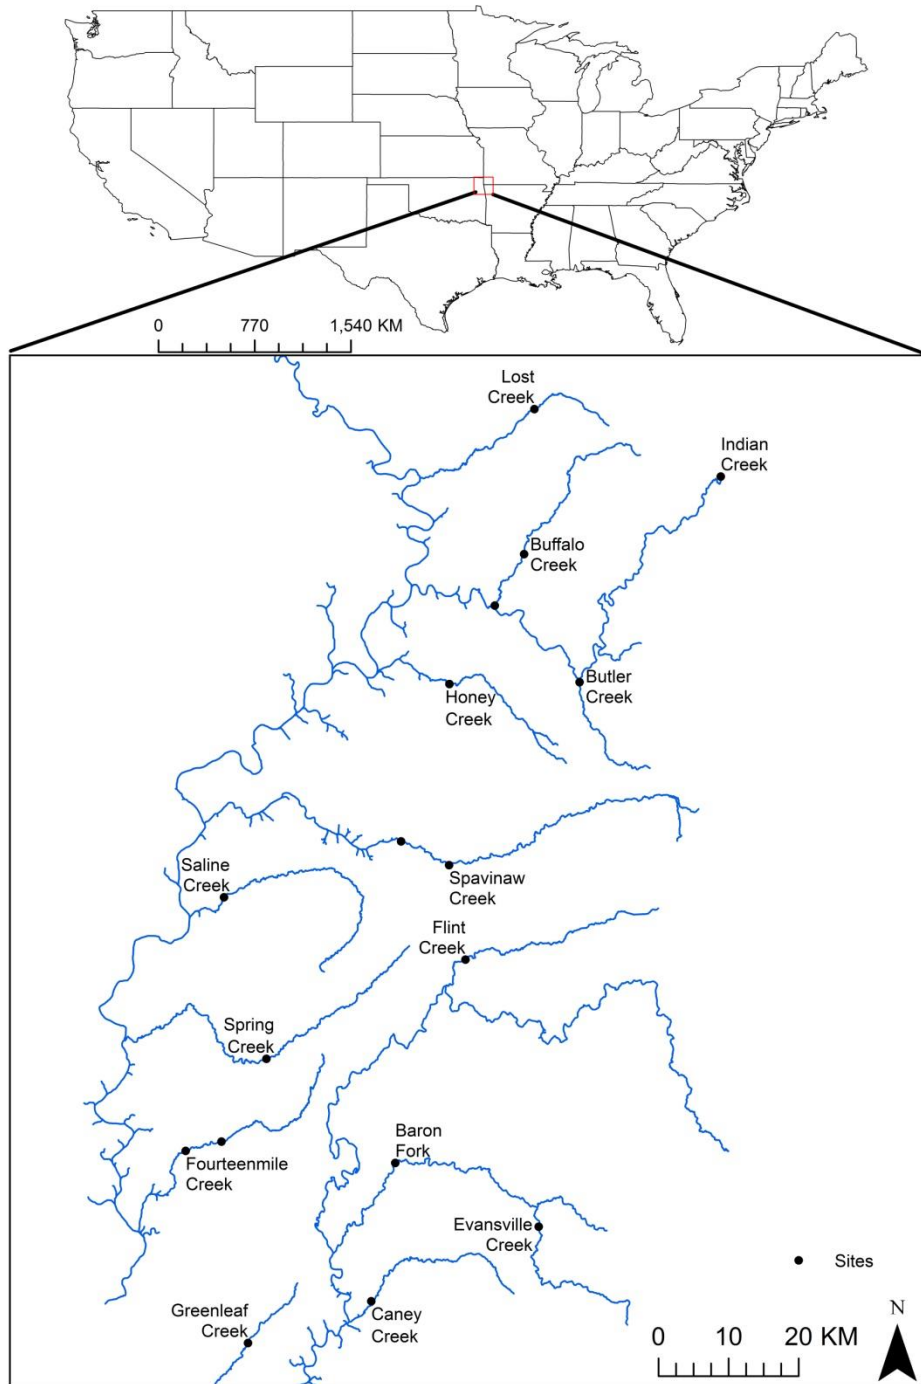 0 770 1,540 KM
Lost
Creek
Indian
Creek
Buffalo
Creek
Butler
Creek
Honey
Creek
Saline
Creek
Spavinaw
Creek
Flint
Creek
Spring
Creek
Baron
Fork
Fourteenmile
Creek
Evansville
Creek
Sites
Greenleaf
Creek
Caney
Creek
N
0 10 20 KM